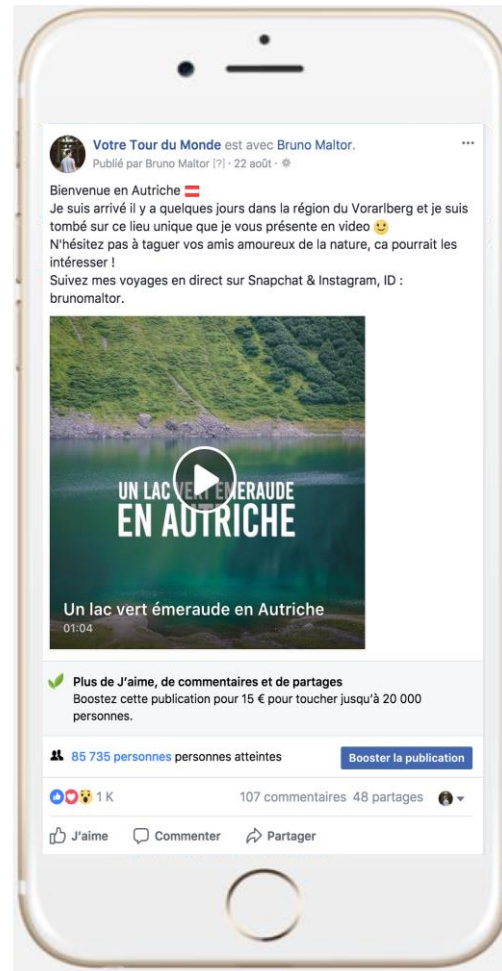 Votre Tour du Monde est avec Bruno Maltor.
Publié par Bruno Maltor [?] · 22 août ·
Bienvenue en Autriche 🇦🇹
Je suis arrivé il y a quelques jours dans la région du Vorarlberg et je suis
tombé sur ce lieu unique que je vous présente en video 🙂
N'hésitez pas à taguer vos amis amoureux de la nature, ca pourrait les
intéresser !
Suivez mes voyages en direct sur Snapchat & Instagram, ID :
brunomaltor.
UN LAC VERT EMERAUDE
EN AUTRICHE
Un lac vert émeraude en Autriche
01:04
Plus de J'aime, de commentaires et de partages
Boostez cette publication pour 15 € pour toucher jusqu'à 20 000
personnes.
85 735 personnes personnes atteintes
Booster la publication
1 K
107 commentaires 48 partages
J'aime Commenter Partager